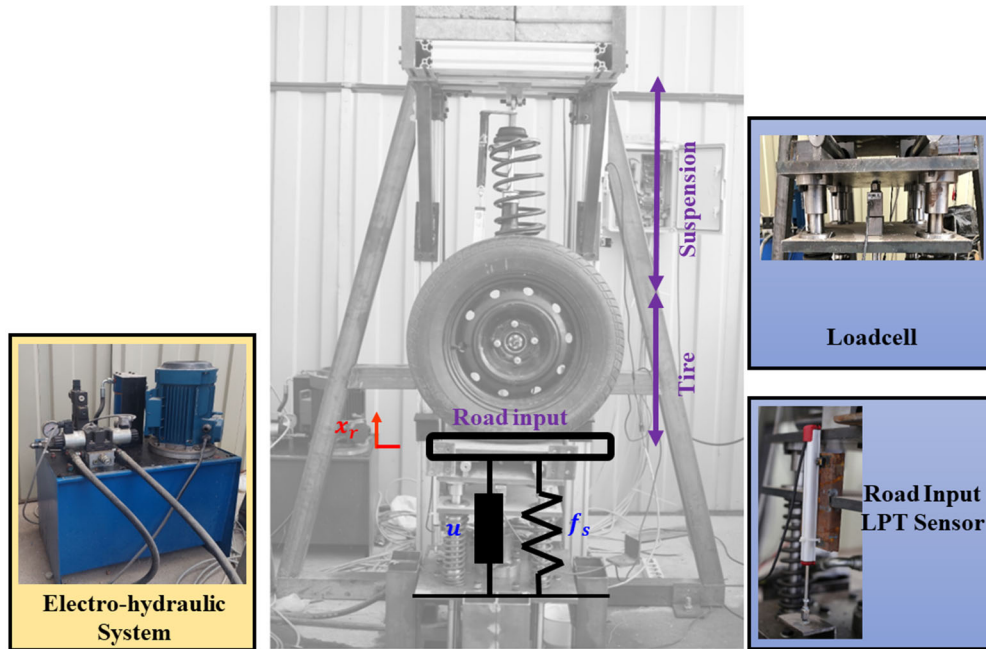 Suspension
Tire
Road input
x_r
u
f_s
Electro-hydraulic
System
Loadcell
Road Input
LPT Sensor